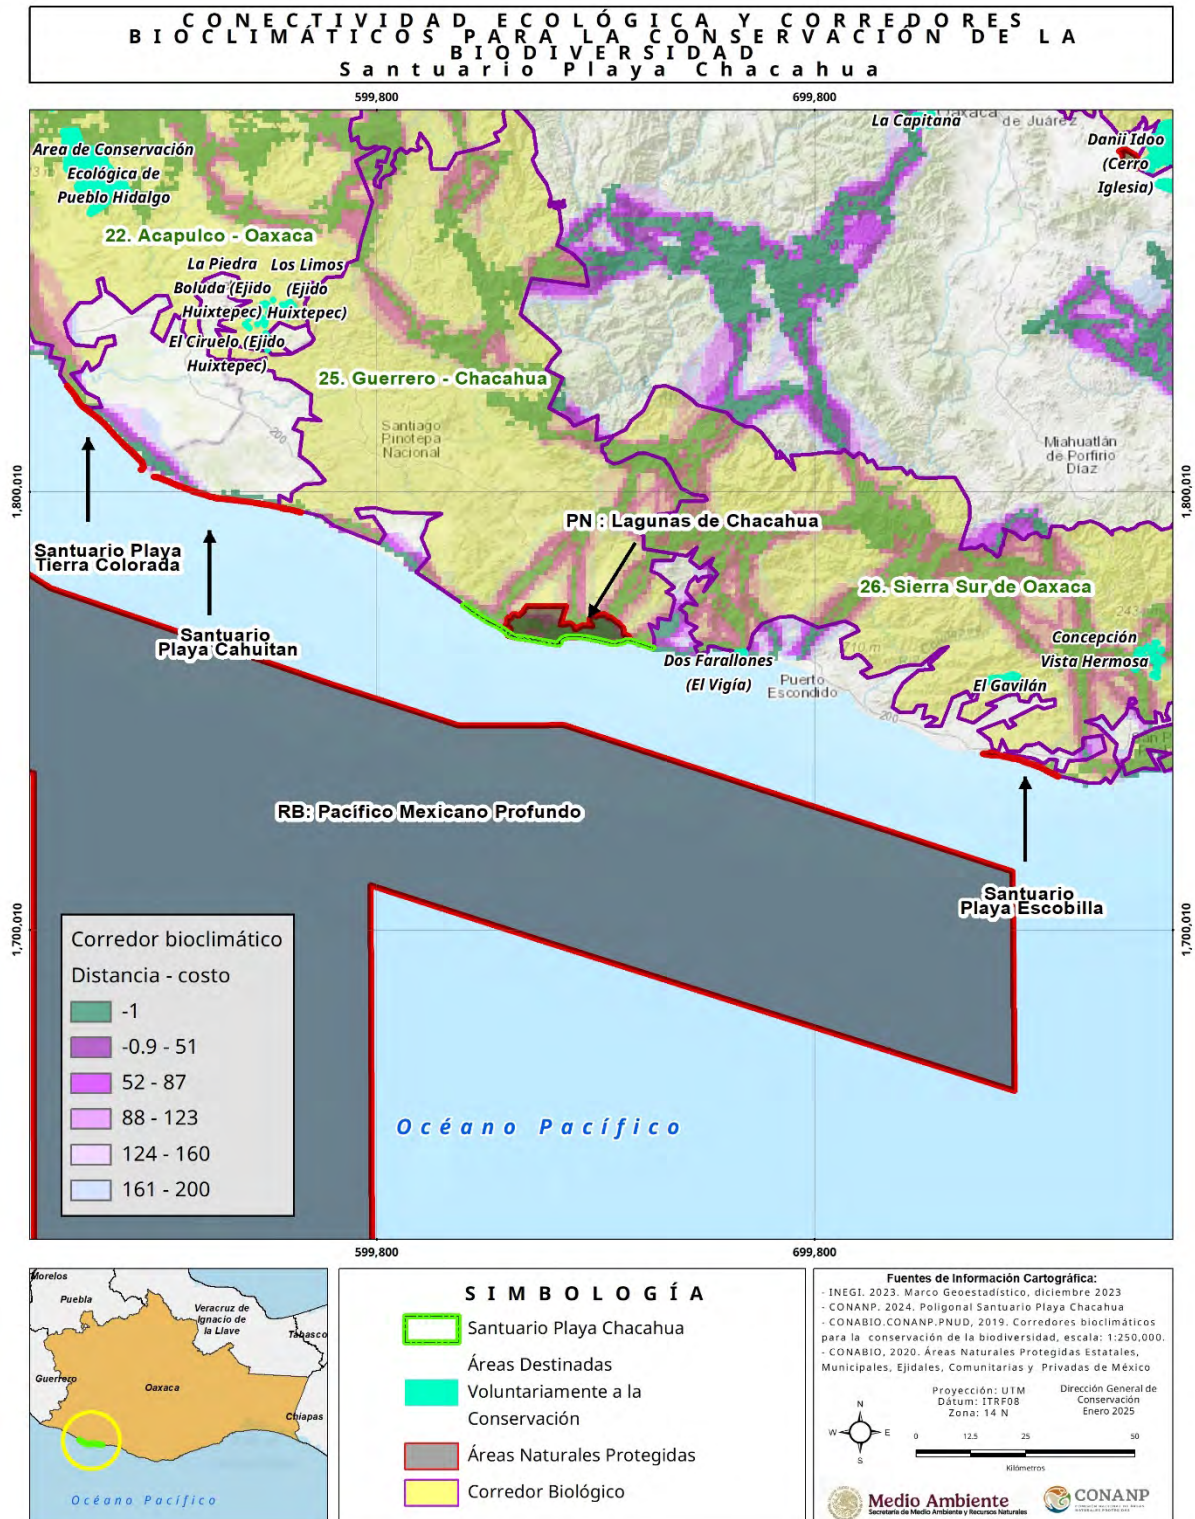 CONECTIVIDAD ECOLÓGICA Y CORREDORES
BIOCLIMÁTICOS PARA LA CONSERVACIÓN DE LA
BIODIVERSIDAD
Santuario Playa Chacahua
599,800
699,800
La Capitana
Oaxaca
de Juárez
Danii Idoo
(Cerro
Iglesia)
Area de Conservación
Ecológica de
Pueblo Hidalgo
22. Acapulco - Oaxaca
La Piedra
Boluda (Ejido
Huixtepec)
Los Limos
(Ejido
Huixtepec)
El Ciruelo (Ejido
Huixtepec)
25. Guerrero - Chacahua
Santiago
Pinotepa
Nacional
200
Miahuatlán
de Porfirio
Díaz
1,800,010
1,800,010
PN : Lagunas de Chacahua
Santuario Playa
Tierra Colorada
Santuario
Playa Cahuitan
26. Sierra Sur de Oaxaca
Concepción
Vista Hermosa
Dos Farallones
(El Vigía)
Puerto
Escondido
El Gavilán
200
RB: Pacífico Mexicano Profundo
Santuario
Playa Escobilla
1,700,010
1,700,010
Corredor bioclimático
Distancia - costo
-1
-0.9 - 51
52 - 87
88 - 123
124 - 160
161 - 200
Océano Pacífico
599,800
699,800
Morelos
Puebla
Veracruz de
Ignacio de
la Llave
Tabasco
Guerrero
Oaxaca
Chiapas
Océano Pacífico
SIMBOLOGÍA
Santuario Playa Chacahua
Áreas Destinadas
Voluntariamente a la
Conservación
Áreas Naturales Protegidas
Corredor Biológico
Fuentes de Información Cartográfica:
- INEGI. 2023. Marco Geoestadístico, diciembre 2023
- CONANP. 2024. Poligonal Santuario Playa Chacahua
- CONABIO.CONANP.PNUD, 2019. Corredores bioclimáticos
para la conservación de la biodiversidad, escala: 1:250,000.
- CONABIO, 2020. Áreas Naturales Protegidas Estatales,
Municipales, Ejidales, Comunitarias y Privadas de México
Proyección: UTM
Dátum: ITRF08
Zona: 14 N
Dirección General de
Conservación
Enero 2025
N
W
E
S
0 12.5 25 50
Kilómetros
Medio Ambiente
Secretaría de Medio Ambiente y Recursos Naturales
CONANP